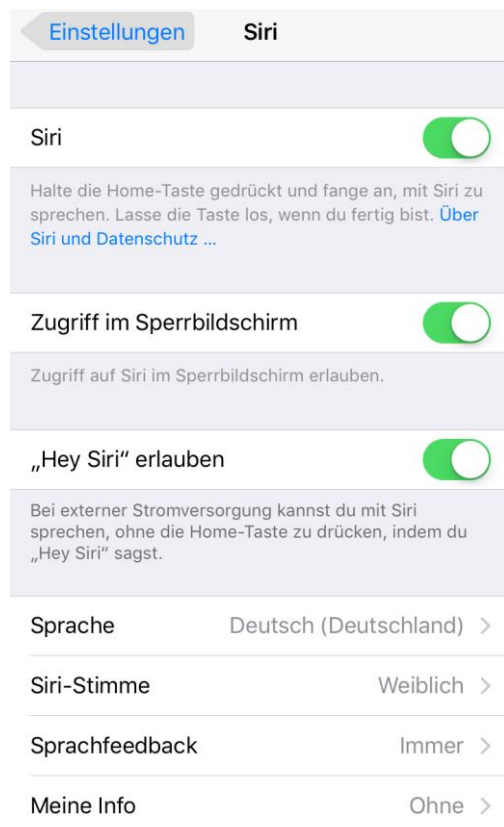 Einstellungen Siri
Siri
Halte die Home-Taste gedrückt und fange an, mit Siri zu
sprechen. Lasse die Taste los, wenn du fertig bist. Über
Siri und Datenschutz ...
Zugriff im Sperrbildschirm
Zugriff auf Siri im Sperrbildschirm erlauben.
„Hey Siri“ erlauben
Bei externer Stromversorgung kannst du mit Siri
sprechen, ohne die Home-Taste zu drücken, indem du
„Hey Siri“ sagst.
Sprache Deutsch (Deutschland)
Siri-Stimme Weiblich
Sprachfeedback Immer
Meine Info Ohne